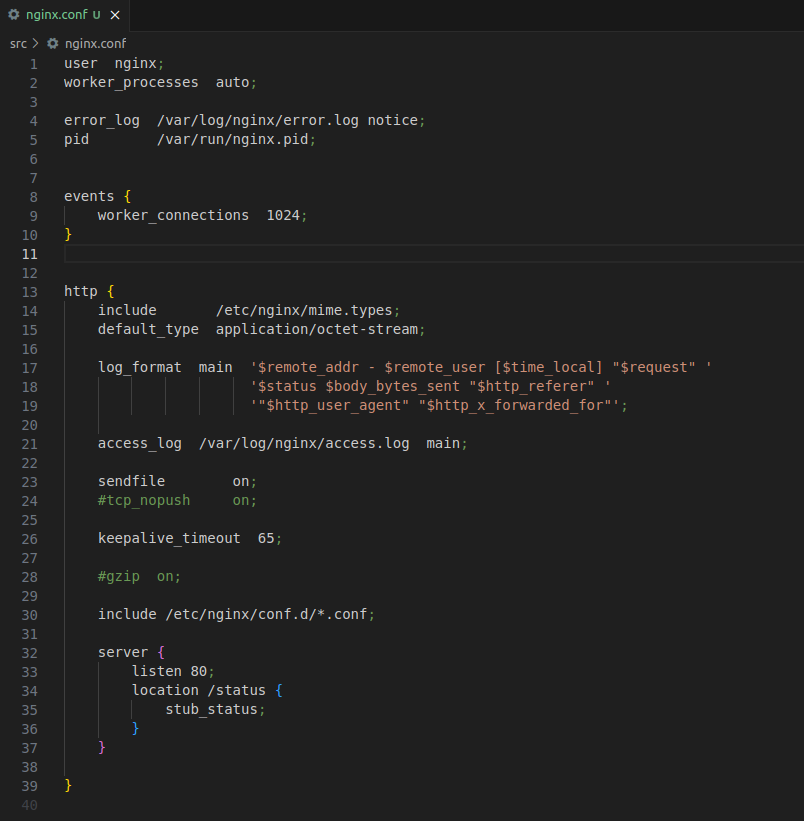 nginx.conf U
src > nginx.conf
1 user  nginx;
2 worker_processes  auto;
3
4 error_log  /var/log/nginx/error.log notice;
5 pid        /var/run/nginx.pid;
6
7
8 events {
9     worker_connections  1024;
10 }
11
12
13 http {
14     include       /etc/nginx/mime.types;
15     default_type  application/octet-stream;
16
17     log_format  main  '$remote_addr - $remote_user [$time_local] "$request" '
18                       '$status $body_bytes_sent "$http_referer" '
19                       '"$http_user_agent" "$http_x_forwarded_for"';
20
21     access_log  /var/log/nginx/access.log  main;
22
23     sendfile        on;
24     #tcp_nopush     on;
25
26     keepalive_timeout  65;
27
28     #gzip  on;
29
30     include /etc/nginx/conf.d/*.conf;
31
32     server {
33         listen 80;
34         location /status {
35             stub_status;
36         }
37     }
38
39 }
40